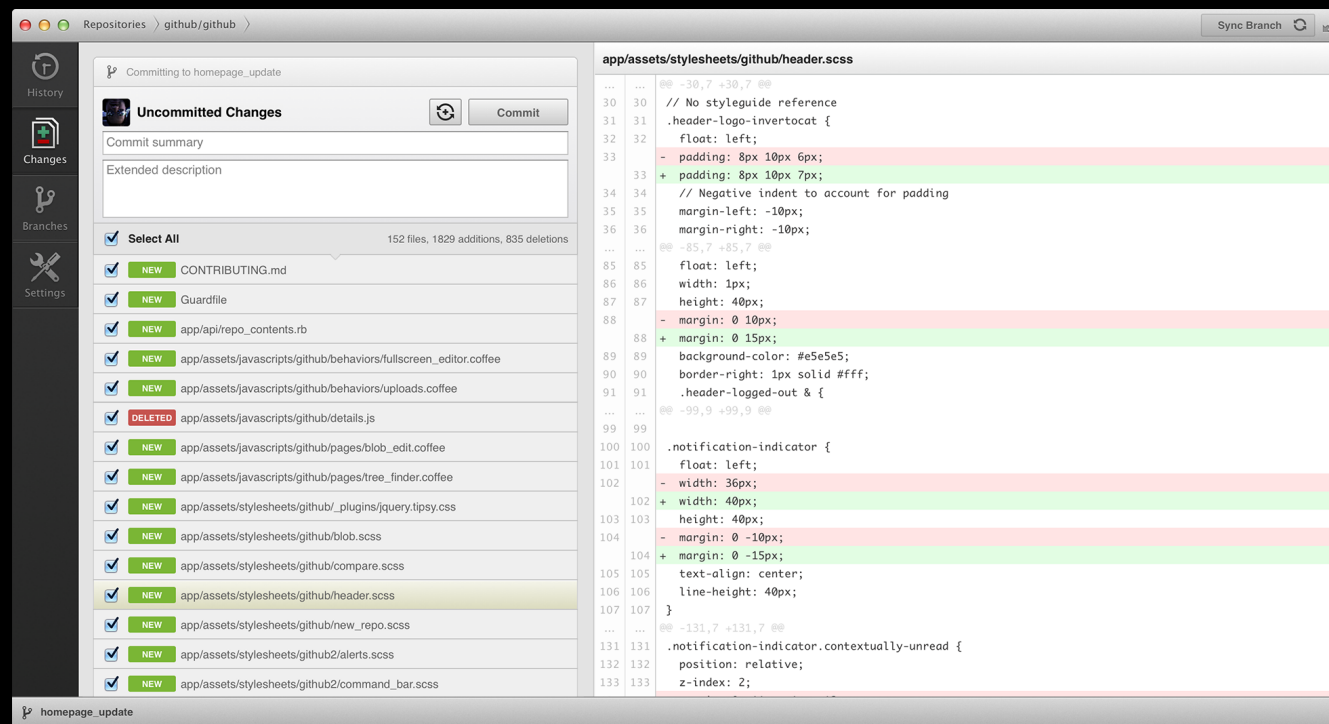 Repositories github/github
Sync Branch
History
Changes
Branches
Settings
Committing to homepage_update
Uncommitted Changes
Commit
Commit summary
Extended description
Select All 152 files, 1829 additions, 835 deletions
NEW CONTRIBUTING.md
NEW Guardfile
NEW app/api/repo_contents.rb
NEW app/assets/javascripts/github/behaviors/fullscreen_editor.coffee
NEW app/assets/javascripts/github/behaviors/uploads.coffee
DELETED app/assets/javascripts/github/details.js
NEW app/assets/javascripts/github/pages/blob_edit.coffee
NEW app/assets/javascripts/github/pages/tree_finder.coffee
NEW app/assets/stylesheets/github/_plugins/jquery.tipsy.css
NEW app/assets/stylesheets/github/blob.scss
NEW app/assets/stylesheets/github/compare.scss
NEW app/assets/stylesheets/github/header.scss
NEW app/assets/stylesheets/github/new_repo.scss
NEW app/assets/stylesheets/github2/alerts.scss
NEW app/assets/stylesheets/github2/command_bar.scss
app/assets/stylesheets/github/header.scss
... ... @@ -30,7 +30,7 @@
30 30 // No styleguide reference
31 31 .header-logo-invertocat {
32 32 float: left;
33 - padding: 8px 10px 6px;
33 + padding: 8px 10px 7px;
34 34 // Negative indent to account for padding
35 35 margin-left: -10px;
36 36 margin-right: -10px;
... ... @@ -85,7 +85,7 @@
85 85 float: left;
86 86 width: 1px;
87 87 height: 40px;
88 - margin: 0 10px;
88 + margin: 0 15px;
89 89 background-color: #e5e5e5;
90 90 border-right: 1px solid #fff;
91 91 .header-logged-out & {
... ... @@ -99,9 +99,9 @@
99 99
100 100 .notification-indicator {
101 101 float: left;
102 - width: 36px;
102 + width: 40px;
103 103 height: 40px;
104 - margin: 0 -10px;
104 + margin: 0 -15px;
105 105 text-align: center;
106 106 line-height: 40px;
107 107 }
... ... @@ -131,7 +131,7 @@
131 131 .notification-indicator.contextually-unread {
132 132 position: relative;
133 133 z-index: 2;
homepage_update